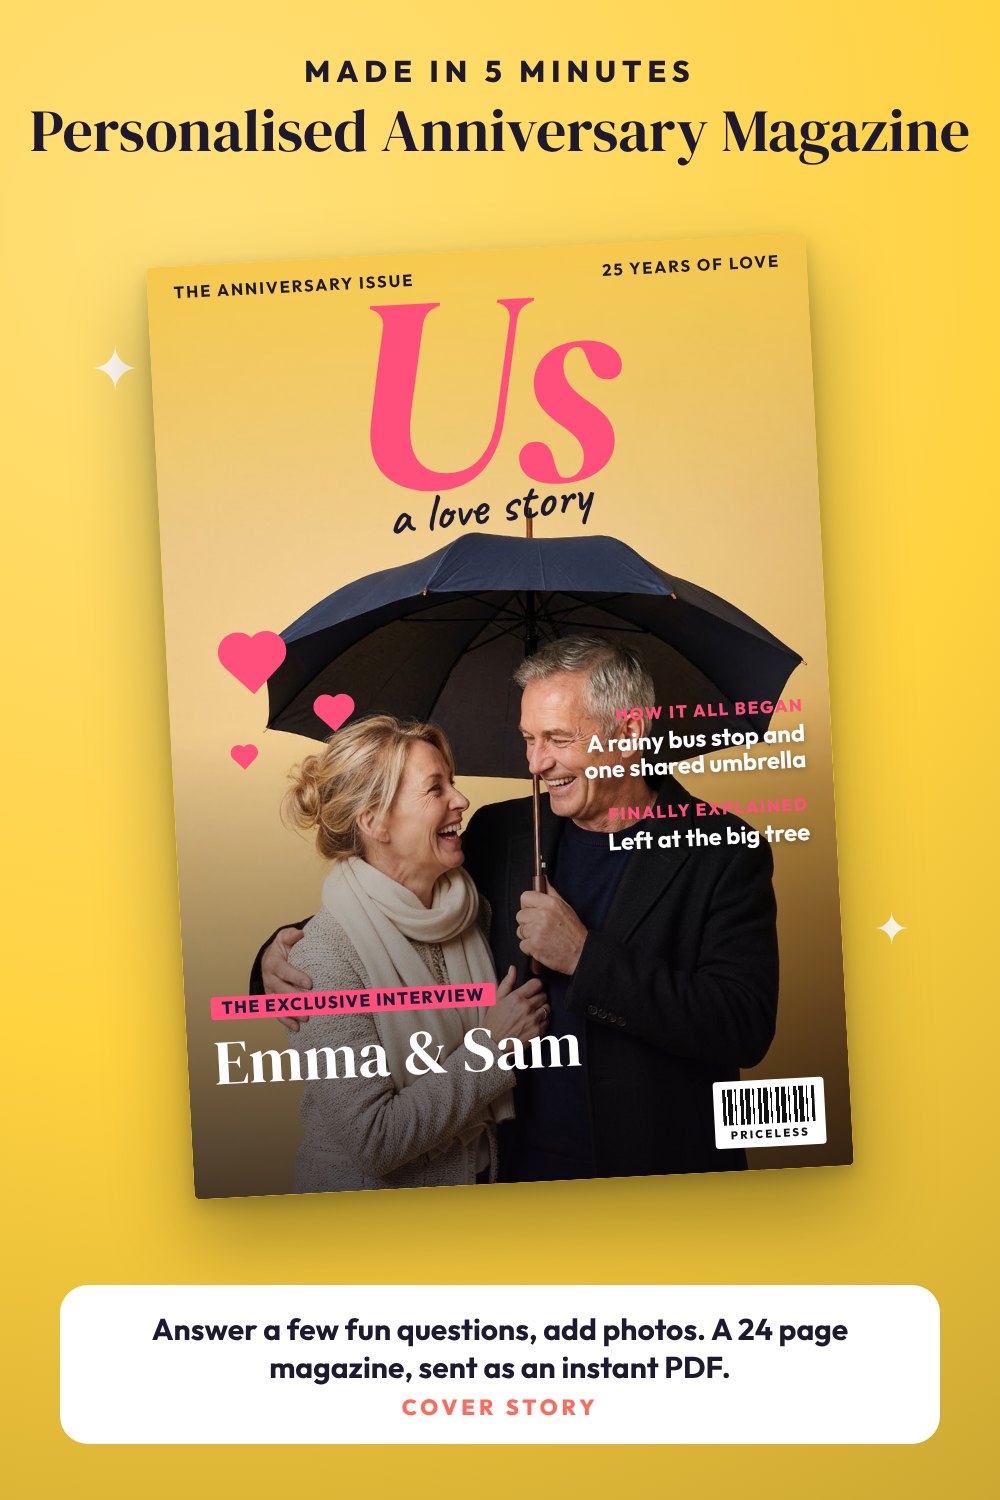 MADE IN 5 MINUTES
Personalised Anniversary Magazine
THE ANNIVERSARY ISSUE
25 YEARS OF LOVE
Us
a love story
HOW IT ALL BEGAN
A rainy bus stop and
one shared umbrella
FINALLY EXPLAINED
Left at the big tree
THE EXCLUSIVE INTERVIEW
Emma & Sam
PRICELESS
Answer a few fun questions, add photos. A 24 page
magazine, sent as an instant PDF.
COVER STORY